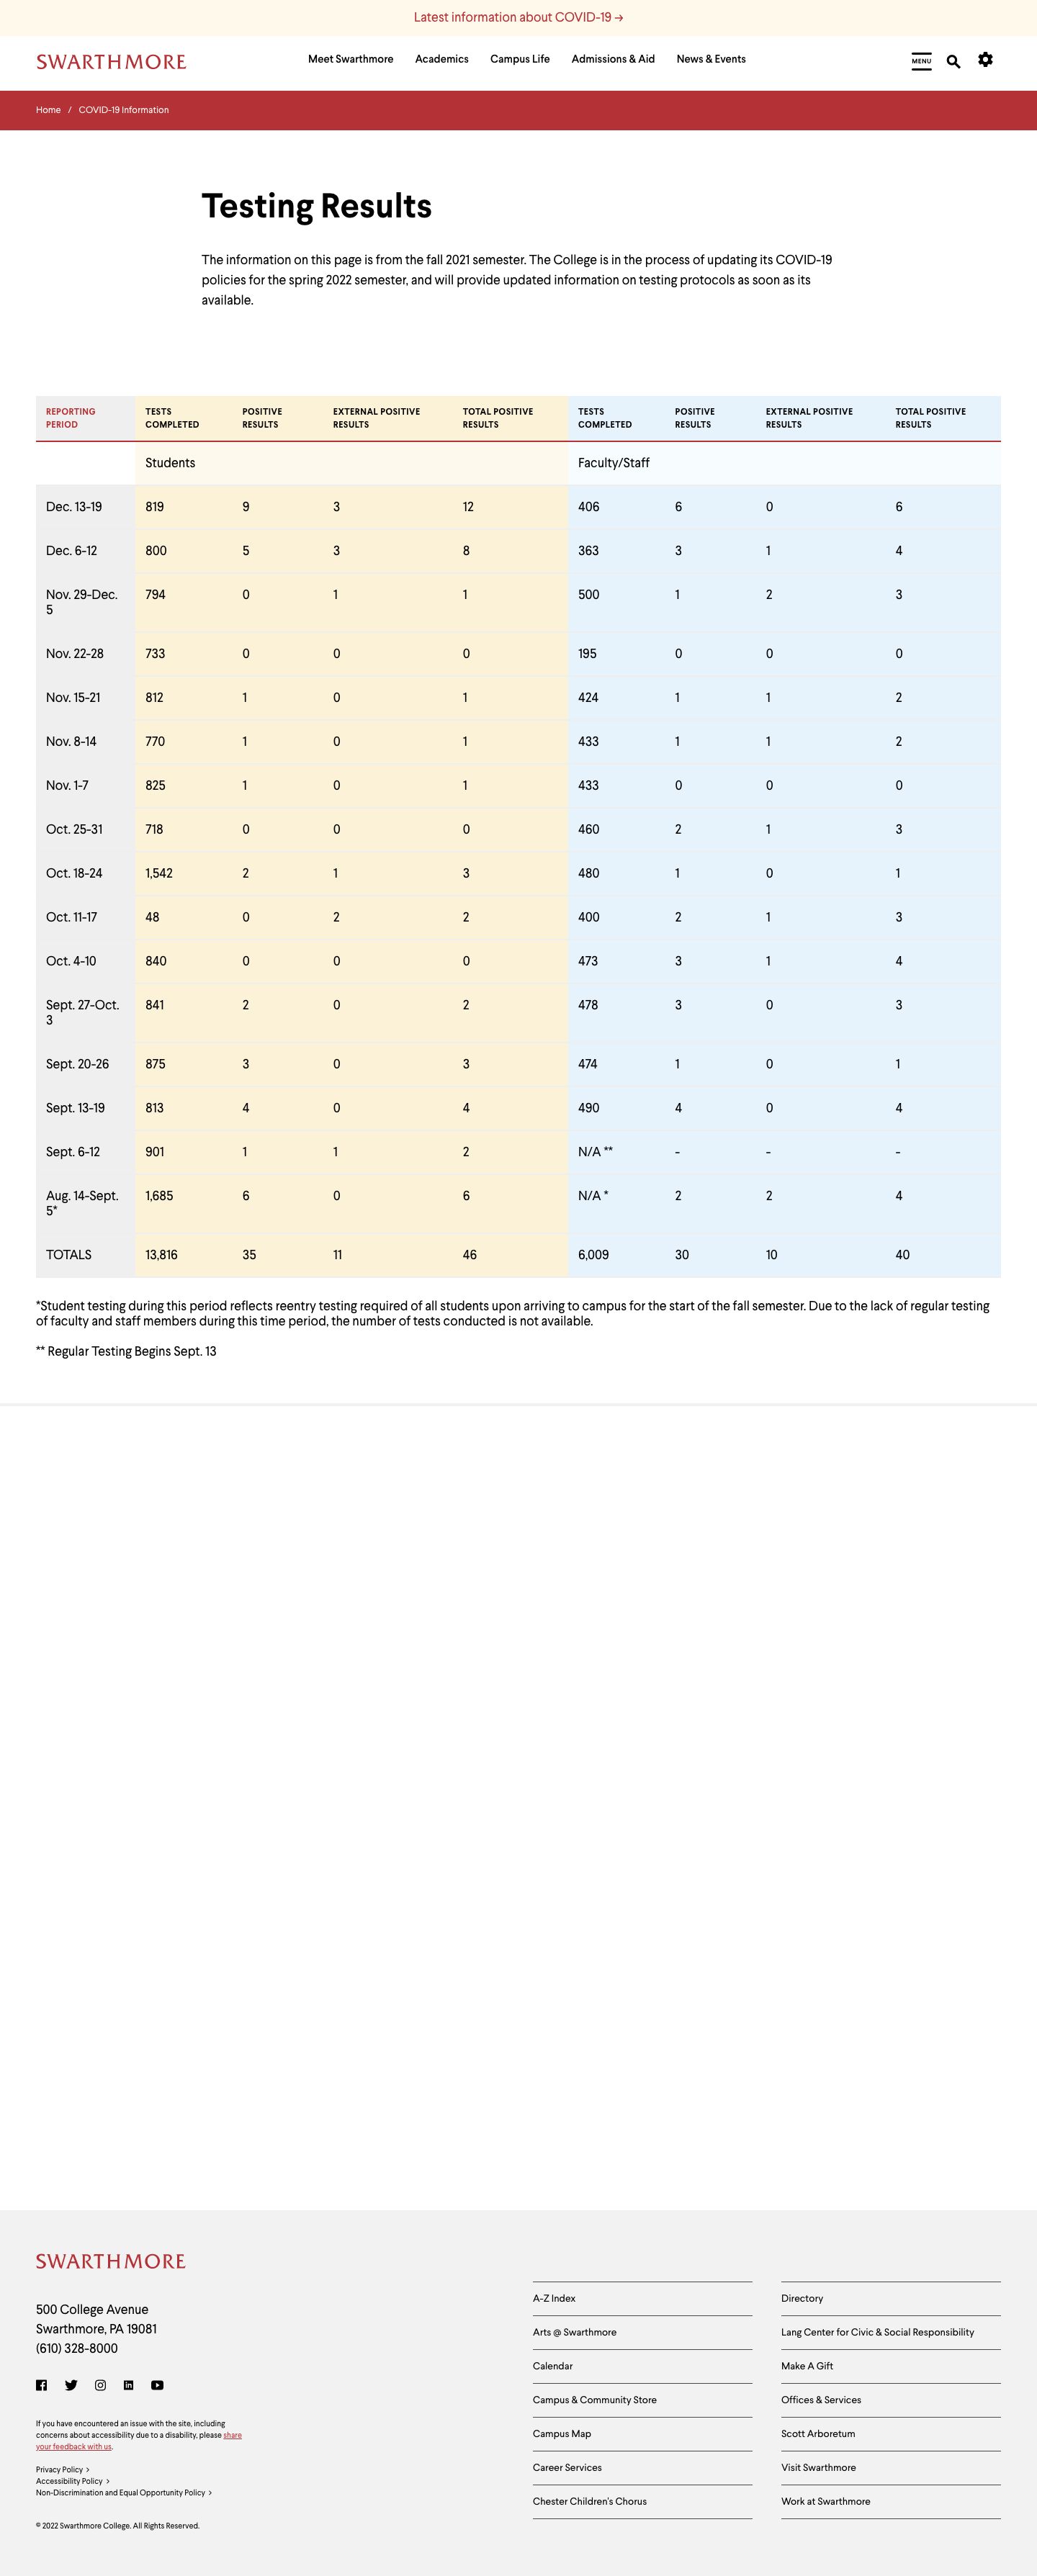 Latest information about COVID-19 →
SWARTHMORE
Meet Swarthmore Academics Campus Life Admissions & Aid News & Events
MENU
Home / COVID-19 Information
Testing Results
The information on this page is from the fall 2021 semester. The College is in the process of updating its COVID-19
policies for the spring 2022 semester, and will provide updated information on testing protocols as soon as its
available.
REPORTING PERIOD TESTS COMPLETED POSITIVE RESULTS EXTERNAL POSITIVE RESULTS TOTAL POSITIVE RESULTS TESTS COMPLETED POSITIVE RESULTS EXTERNAL POSITIVE RESULTS TOTAL POSITIVE RESULTS
Students Faculty/Staff
Dec. 13-19 819 9 3 12 406 6 0 6
Dec. 6-12 800 5 3 8 363 3 1 4
Nov. 29-Dec. 5 794 0 1 1 500 1 2 3
Nov. 22-28 733 0 0 0 195 0 0 0
Nov. 15-21 812 1 0 1 424 1 1 2
Nov. 8-14 770 1 0 1 433 1 1 2
Nov. 1-7 825 1 0 1 433 0 0 0
Oct. 25-31 718 0 0 0 460 2 1 3
Oct. 18-24 1,542 2 1 3 480 1 0 1
Oct. 11-17 48 0 2 2 400 2 1 3
Oct. 4-10 840 0 0 0 473 3 1 4
Sept. 27-Oct. 3 841 2 0 2 478 3 0 3
Sept. 20-26 875 3 0 3 474 1 0 1
Sept. 13-19 813 4 0 4 490 4 0 4
Sept. 6-12 901 1 1 2 N/A ** - - -
Aug. 14-Sept. 5* 1,685 6 0 6 N/A * 2 2 4
TOTALS 13,816 35 11 46 6,009 30 10 40
*Student testing during this period reflects reentry testing required of all students upon arriving to campus for the start of the fall semester. Due to the lack of regular testing
of faculty and staff members during this time period, the number of tests conducted is not available.
** Regular Testing Begins Sept. 13
SWARTHMORE
500 College Avenue
Swarthmore, PA 19081
(610) 328-8000
If you have encountered an issue with the site, including
concerns about accessibility due to a disability, please share
your feedback with us.
Privacy Policy >
Accessibility Policy >
Non-Discrimination and Equal Opportunity Policy >
© 2022 Swarthmore College. All Rights Reserved.
A-Z Index
Arts @ Swarthmore
Calendar
Campus & Community Store
Campus Map
Career Services
Chester Children's Chorus
Directory
Lang Center for Civic & Social Responsibility
Make A Gift
Offices & Services
Scott Arboretum
Visit Swarthmore
Work at Swarthmore